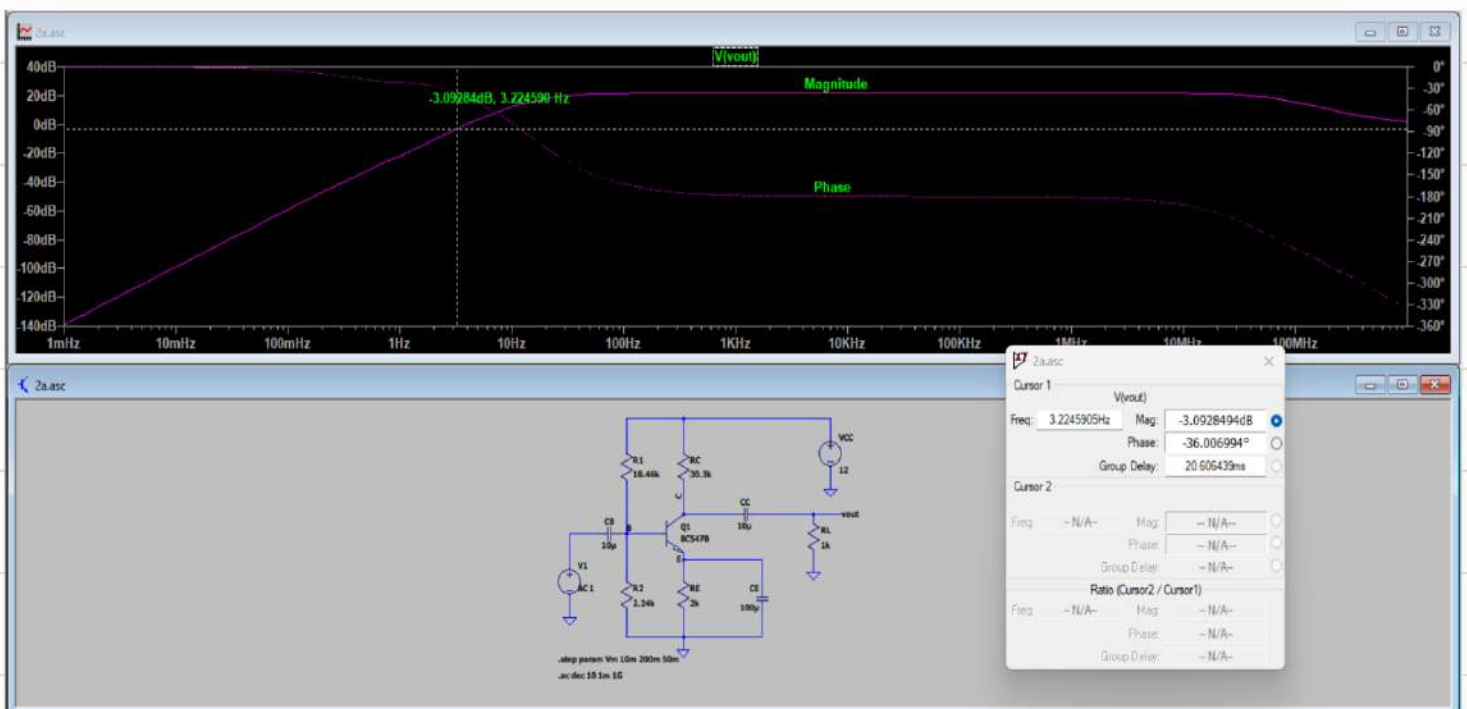 2a.asc
V(vout)
40dB
20dB
0dB
-20dB
-40dB
-60dB
-80dB
-100dB
-120dB
-140dB
0°
-30°
-60°
-90°
-120°
-150°
-180°
-210°
-240°
-270°
-300°
-330°
-360°
Magnitude
-3.09284dB, 3.224590 Hz
Phase
1mHz 10mHz 100mHz 1Hz 10Hz 100Hz 1KHz 10KHz 100KHz 1MHz 10MHz 100MHz
2a.asc
R1
RC
30.3k
VCC
12
C
CC
10µ
vout
RL
1k
CB
10µ
B
Q1
E
V1
AC 1
R2
RE
2k
CE
100µ
.step param Vm 10m 200m 50m
.ac dec 10 1m 1G
2a.asc
Cursor 1
V(vout)
Freq: 3.2245905Hz Mag: -3.0928494dB
Phase: -36.006994°
Group Delay: 20.606439ms
Cursor 2
Freq: -- N/A-- Mag: -- N/A--
Phase: -- N/A--
Group Delay: -- N/A--
Ratio (Cursor2 / Cursor1)
Freq: -- N/A-- Mag: -- N/A--
Phase: -- N/A--
Group Delay: -- N/A--